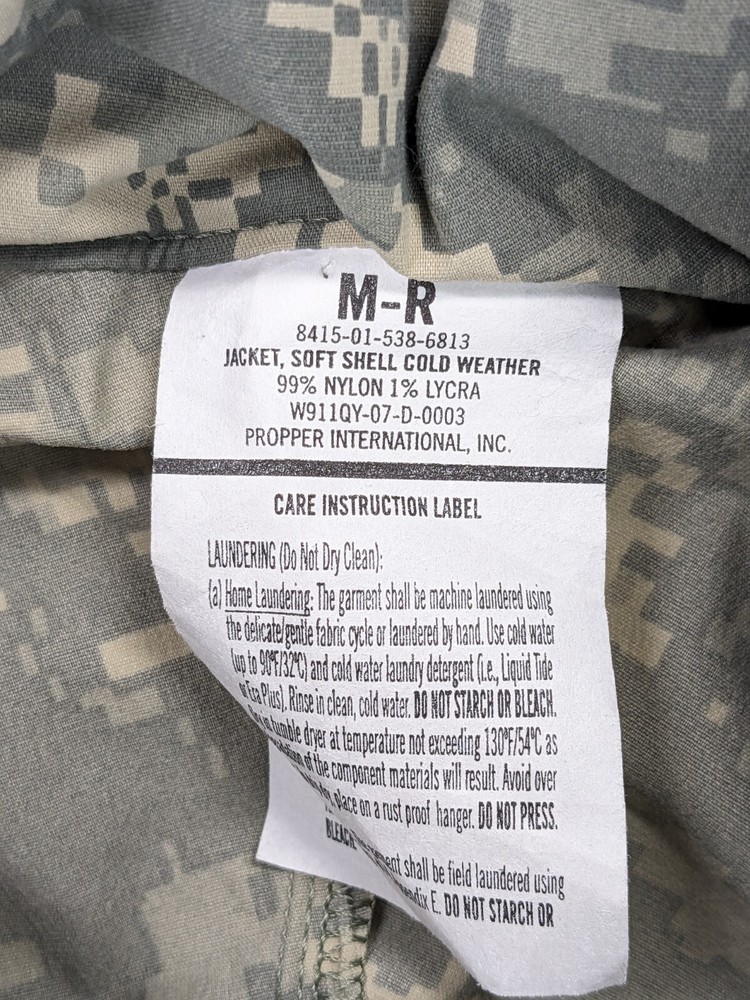 M-R
8415-01-538-6813
JACKET, SOFT SHELL COLD WEATHER
99% NYLON 1% LYCRA
W911QY-07-D-0003
PROPPER INTERNATIONAL, INC.
CARE INSTRUCTION LABEL
LAUNDERING (Do Not Dry Clean):
(a) Home Laundering: The garment shall be machine laundered using
the delicate/gentle fabric cycle or laundered by hand. Use cold water
(up to 90°F/32°C) and cold water laundry detergent (i.e., Liquid Tide
or Era Plus). Rinse in clean, cold water. DO NOT STARCH OR BLEACH.
in tumble dryer at temperature not exceeding 130°F/54°C as
of the component materials will result. Avoid over
place on a rust proof hanger. DO NOT PRESS.
BLEACH
shall be field laundered using
E. DO NOT STARCH OR